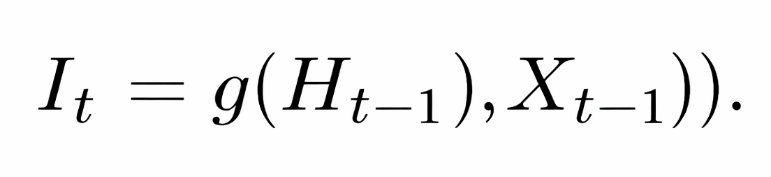 I_t = g(H_{t-1}), X_{t-1})).